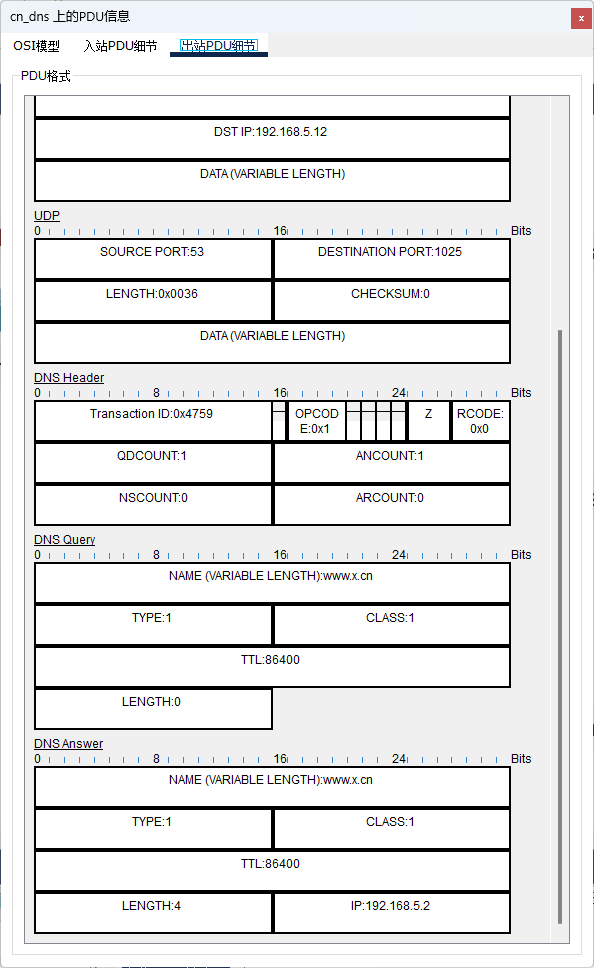 cn_dns 上的PDU信息
x
OSI模型 入站PDU细节 出站PDU细节
PDU格式
DST IP:192.168.5.12
DATA (VARIABLE LENGTH)
UDP
0 16 Bits
SOURCE PORT:53 DESTINATION PORT:1025
LENGTH:0x0036 CHECKSUM:0
DATA (VARIABLE LENGTH)
DNS Header
0 8 16 24 Bits
Transaction ID:0x4759 OPCOD Z RCODE:
E:0x1 0x0
QDCOUNT:1 ANCOUNT:1
NSCOUNT:0 ARCOUNT:0
DNS Query
0 8 16 24 Bits
NAME (VARIABLE LENGTH):www.x.cn
TYPE:1 CLASS:1
TTL:86400
LENGTH:0
DNS Answer
0 8 16 24 Bits
NAME (VARIABLE LENGTH):www.x.cn
TYPE:1 CLASS:1
TTL:86400
LENGTH:4 IP:192.168.5.2